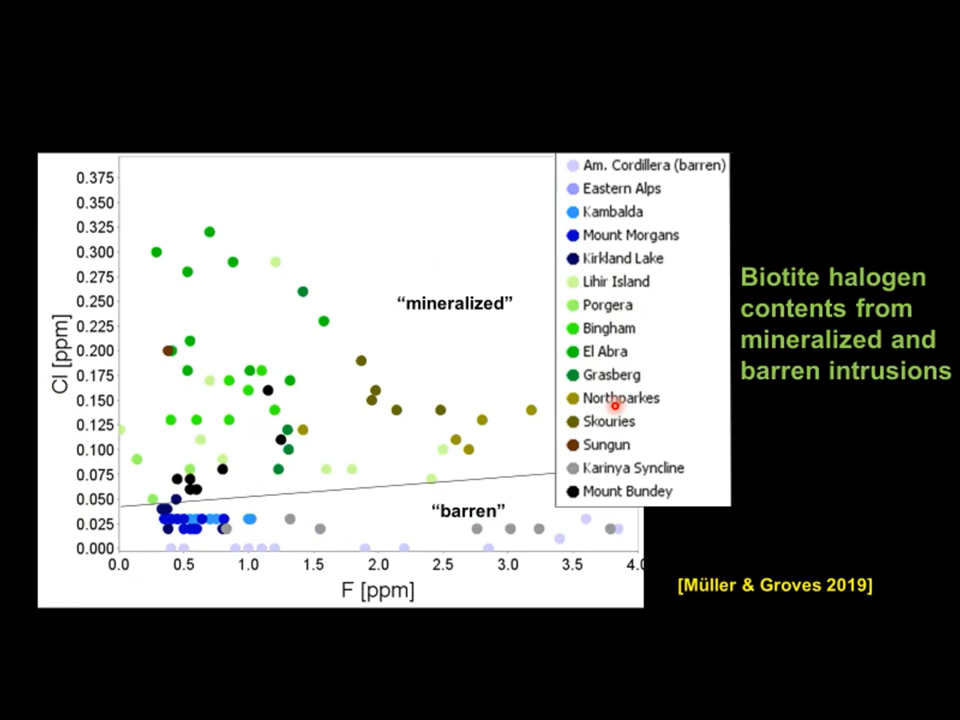 0.375
0.350
0.325
0.300
0.275
0.250
0.225
0.200
0.175
0.150
0.125
0.100
0.075
0.050
0.025
0.000
Cl [ppm]
0.0 0.5 1.0 1.5 2.0 2.5 3.0 3.5 4.0
F [ppm]
“mineralized”
“barren”
Am. Cordillera (barren)
Eastern Alps
Kambalda
Mount Morgans
Kirkland Lake
Lihir Island
Porgera
Bingham
El Abra
Grasberg
Northparkes
Skouries
Sungun
Karinya Syncline
Mount Bundey
Biotite halogen
contents from
mineralized and
barren intrusions
[Müller & Groves 2019]